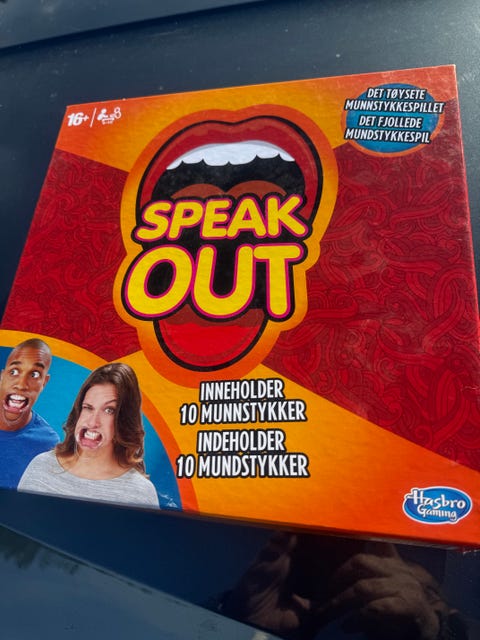 16+
DET TØYSETE
MUNNSTYKKESPILLET
DET FJOLLEDE
MUNDSTYKKESPIL
SPEAK
OUT
INNEHOLDER
10 MUNNSTYKKER
INDEHOLDER
10 MUNDSTYKKER
Hasbro
Gaming